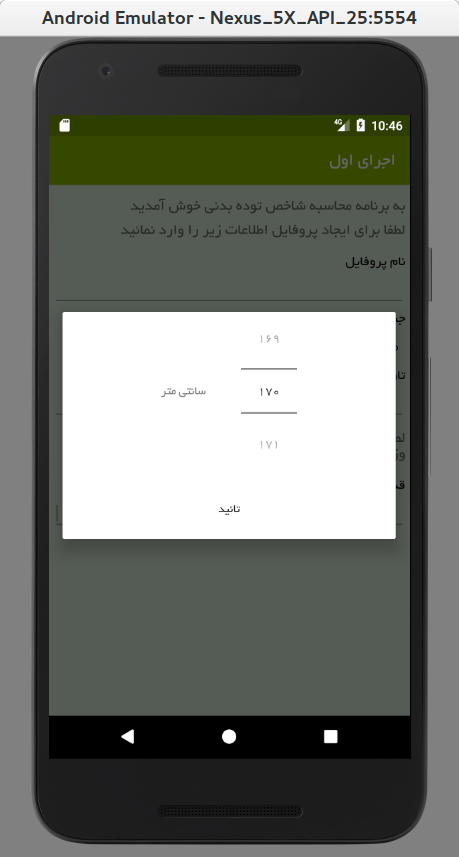 Android Emulator - Nexus_5X_API_25:5554
4G 10:46
اجرای اول
به برنامه محاسبه شاخص توده بدنی خوش آمدید
لطفا برای ایجاد پروفایل اطلاعات زیر را وارد نمائید
نام پروفایل
۱۶۹
۱۷۰ سانتی متر
۱۷۱
تائید